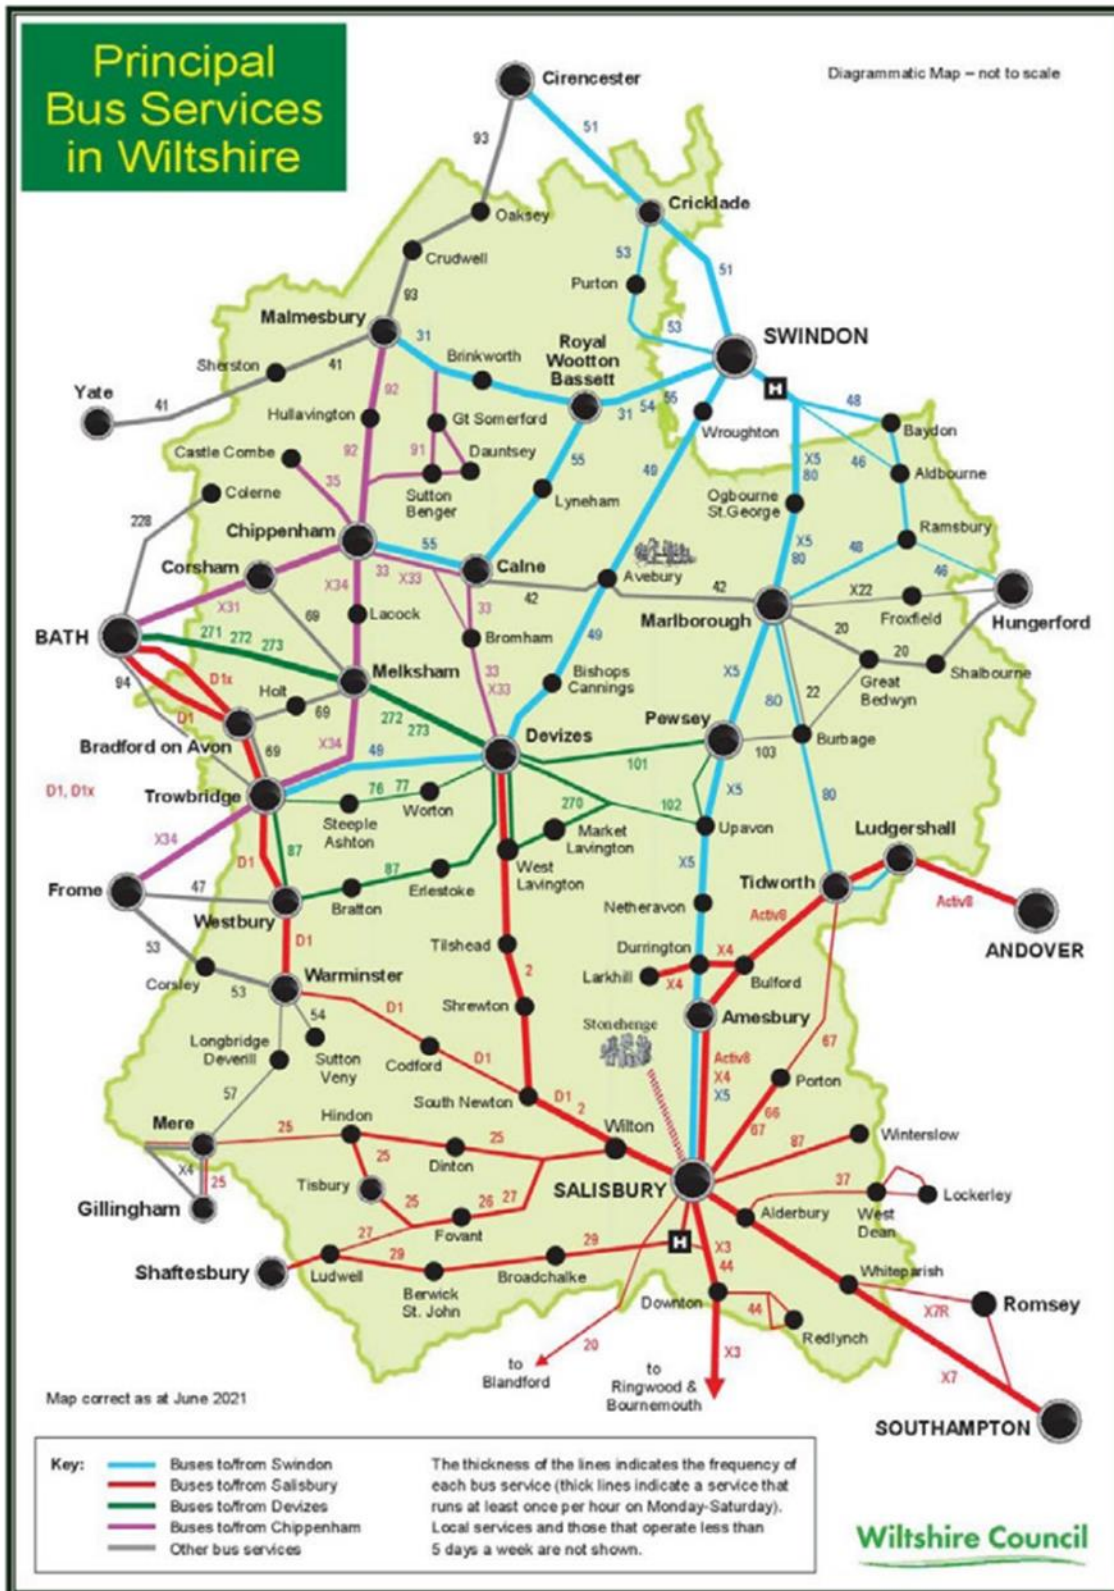 Principal
Bus Services
in Wiltshire
Diagrammatic Map – not to scale
Cirencester
93
51
Oaksey
Cricklade
Crudwell
53
51
Purton
93
53
Malmesbury
31
SWINDON
Royal
Wootton
Bassett
Brinkworth
Sherston
41
H
Yate
92
55
54
31
48
41
Hullavington
Gt Somerford
Wroughton
Baydon
Castle Combe
92
91
Dauntsey
55
49
X5
80
46
Aldbourne
35
Colerne
Sutton
Benger
Lyneham
Ogbourne
St.George
228
Chippenham
Ramsbury
55
X5
80
48
Corsham
33
X33
Calne
Avebury
46
X34
42
42
X22
X31
33
Marlborough
Froxfield
Hungerford
69
Lacock
BATH
271
272
273
Bromham
49
20
20
Shalbourne
Melksham
33
X33
Bishops
Cannings
X5
Great
Bedwyn
94
D1x
Holt
22
80
D1
69
272
273
Pewsey
Bradford on Avon
Devizes
Burbage
69
X34
49
101
103
D1, D1x
Trowbridge
76
77
X5
80
Worton
270
102
Steeple
Ashton
Market
Lavington
Upavon
Ludgershall
X34
D1
87
X5
West
Lavington
87
Erlestoke
Tidworth
Frome
47
Bratton
Netheravon
Activ8
Activ8
Westbury
D1
ANDOVER
53
Tilshead
Durrington
X4
Larkhill
X4
Bulford
Corsley
53
Warminster
2
54
D1
Shrewton
Amesbury
Stonehenge
Longbridge
Deverill
Sutton
Veny
Codford
D1
Activ8
X4
X5
67
Porton
57
South Newton
D1
2
66
67
Mere
Hindon
25
Wilton
87
Winterslow
25
25
Dinton
X4
25
Tisbury
SALISBURY
37
Lockerley
Gillingham
25
26
27
Alderbury
West
Dean
27
Fovant
29
X3
44
Whiteparish
Shaftesbury
29
H
Ludwell
Broadchalke
Berwick
St. John
Downton
44
X7R
Romsey
Redlynch
20
X3
X7
to
Blandford
to
Ringwood &
Bournemouth
Map correct as at June 2021
SOUTHAMPTON
Key:
Buses to/from Swindon
Buses to/from Salisbury
Buses to/from Devizes
Buses to/from Chippenham
Other bus services
The thickness of the lines indicates the frequency of
each bus service (thick lines indicate a service that
runs at least once per hour on Monday-Saturday).
Local services and those that operate less than
5 days a week are not shown.
Wiltshire Council